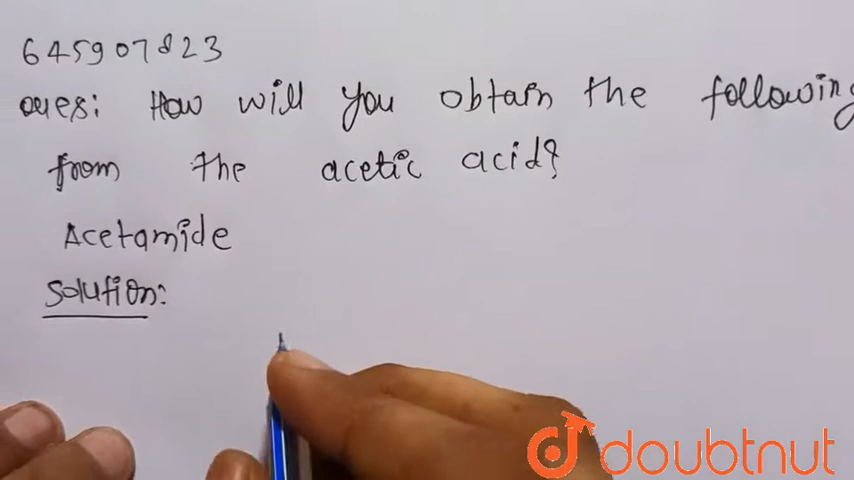 645907823
Ques: How will you obtain the following
from the acetic acid?
Acetamide
Solution:
doubtnut